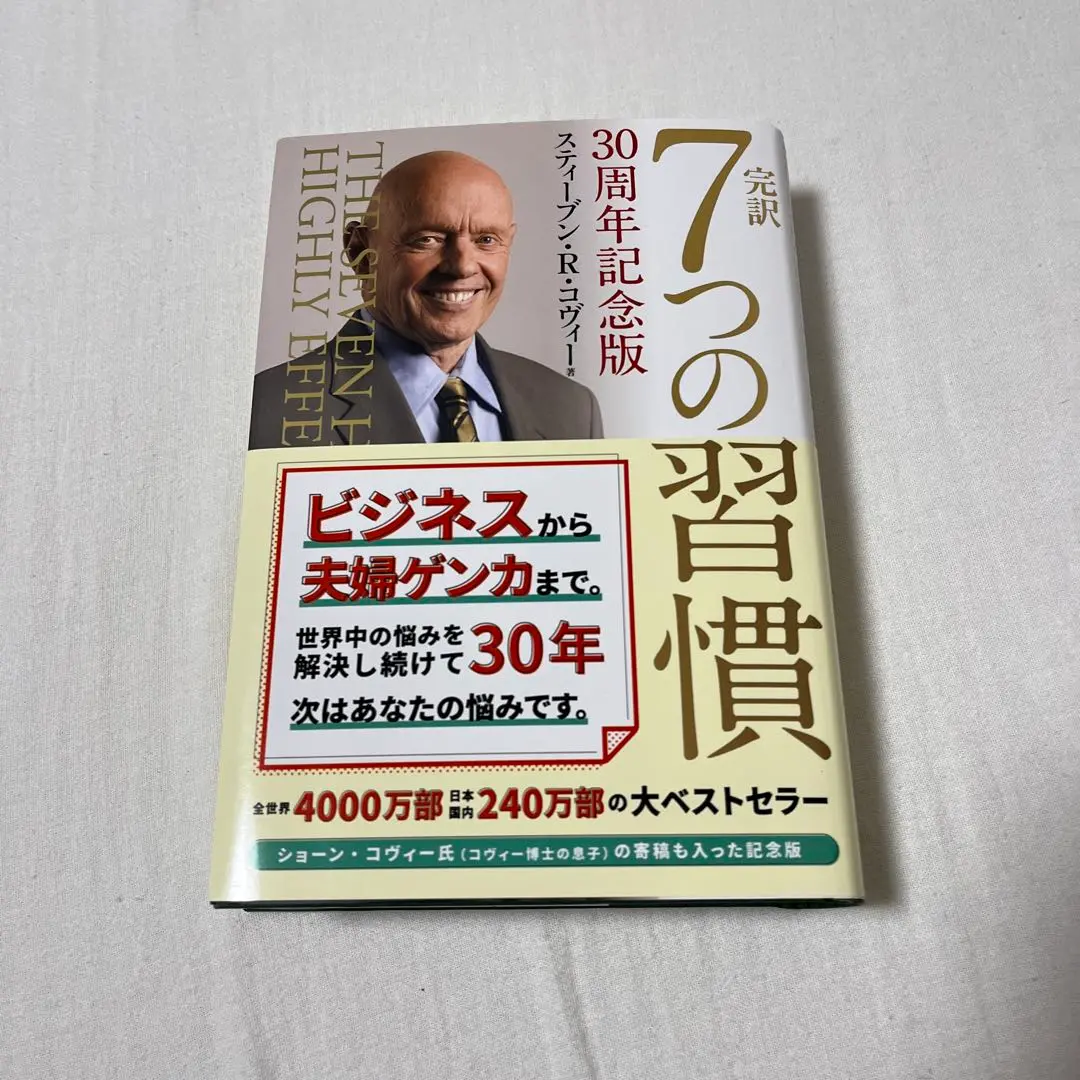 完訳
7つの習慣
30周年記念版
スティーブン・R・コヴィー 著
THE SEVEN H
HIGHLY EFFE
ビジネスから
夫婦ゲンカまで。
世界中の悩みを
解決し続けて30年
次はあなたの悩みです。
全世界4000万部 日本国内240万部の大ベストセラー
ショーン・コヴィー氏(コヴィー博士の息子)の寄稿も入った記念版